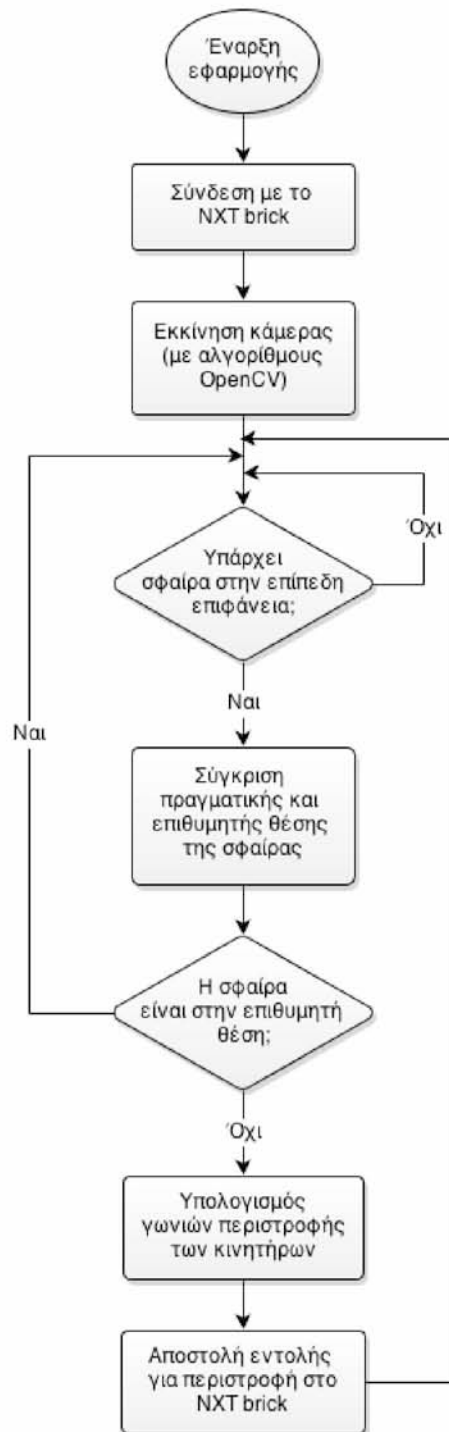 Έναρξη
εφαρμογής
Σύνδεση με το
NXT brick
Εκκίνηση κάμερας
(με αλγορίθμους
OpenCV)
Όχι
Υπάρχει
σφαίρα στην επίπεδη
επιφάνεια;
Ναι
Ναι
Σύγκριση
πραγματικής και
επιθυμητής θέσης
της σφαίρας
Η σφαίρα
είναι στην επιθυμητή
θέση;
Όχι
Υπολογισμός
γωνιών περιστροφής
των κινητήρων
Αποστολή εντολής
για περιστροφή στο
NXT brick